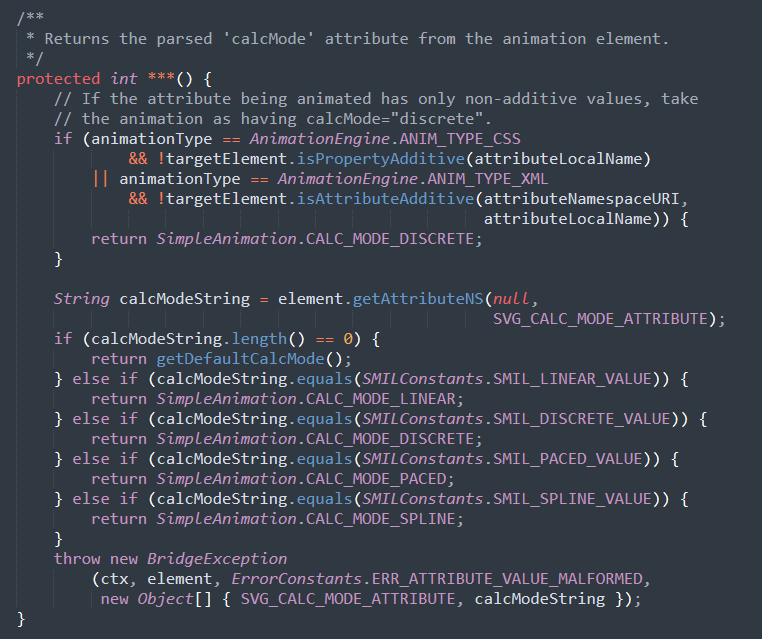 /**
 * Returns the parsed 'calcMode' attribute from the animation element.
 */
protected int ***() {
    // If the attribute being animated has only non-additive values, take
    // the animation as having calcMode="discrete".
    if (animationType == AnimationEngine.ANIM_TYPE_CSS
            && !targetElement.isPropertyAdditive(attributeLocalName)
        || animationType == AnimationEngine.ANIM_TYPE_XML
            && !targetElement.isAttributeAdditive(attributeNamespaceURI,
                                                  attributeLocalName)) {
        return SimpleAnimation.CALC_MODE_DISCRETE;
    }

    String calcModeString = element.getAttributeNS(null,
                                                   SVG_CALC_MODE_ATTRIBUTE);
    if (calcModeString.length() == 0) {
        return getDefaultCalcMode();
    } else if (calcModeString.equals(SMILConstants.SMIL_LINEAR_VALUE)) {
        return SimpleAnimation.CALC_MODE_LINEAR;
    } else if (calcModeString.equals(SMILConstants.SMIL_DISCRETE_VALUE)) {
        return SimpleAnimation.CALC_MODE_DISCRETE;
    } else if (calcModeString.equals(SMILConstants.SMIL_PACED_VALUE)) {
        return SimpleAnimation.CALC_MODE_PACED;
    } else if (calcModeString.equals(SMILConstants.SMIL_SPLINE_VALUE)) {
        return SimpleAnimation.CALC_MODE_SPLINE;
    }
    throw new BridgeException
        (ctx, element, ErrorConstants.ERR_ATTRIBUTE_VALUE_MALFORMED,
         new Object[] { SVG_CALC_MODE_ATTRIBUTE, calcModeString });
}